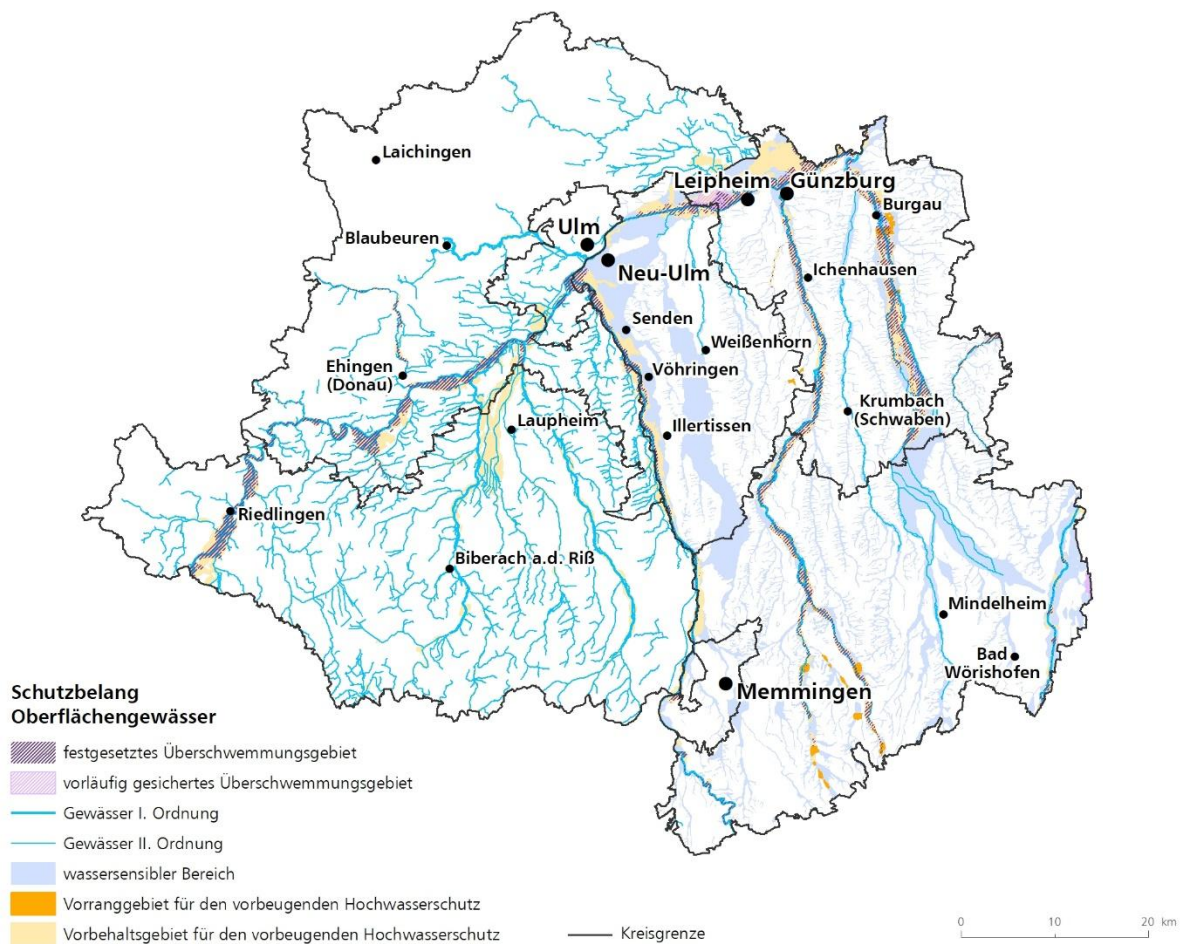 Laichingen
Leipheim
Günzburg
Burgau
Blaubeuren
Ulm
Neu-Ulm
Ichenhausen
Senden
Weißenhorn
Ehingen
(Donau)
Vöhringen
Krumbach
(Schwaben)
Laupheim
Illertissen
Riedlingen
Biberach a.d. Riß
Mindelheim
Bad
Wörishofen
Memmingen
Schutzbelang
Oberflächengewässer
festgesetztes Überschwemmungsgebiet
vorläufig gesichertes Überschwemmungsgebiet
Gewässer I. Ordnung
Gewässer II. Ordnung
wassersensibler Bereich
Vorranggebiet für den vorbeugenden Hochwasserschutz
Vorbehaltsgebiet für den vorbeugenden Hochwasserschutz
Kreisgrenze
0 10 20 km